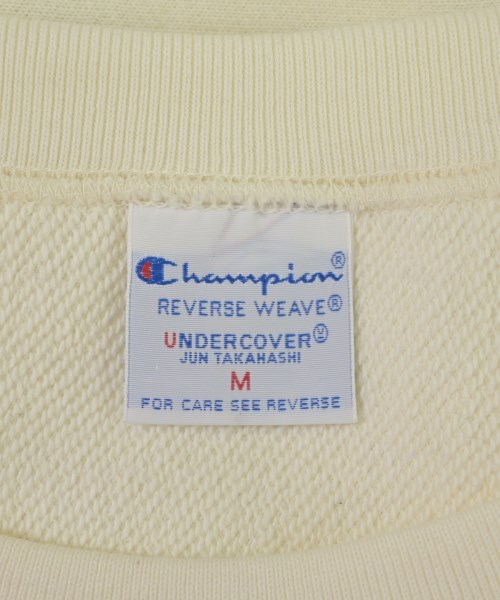 Champion®
REVERSE WEAVE®
UNDERCOVER Ⓤ
JUN TAKAHASHI
M
FOR CARE SEE REVERSE